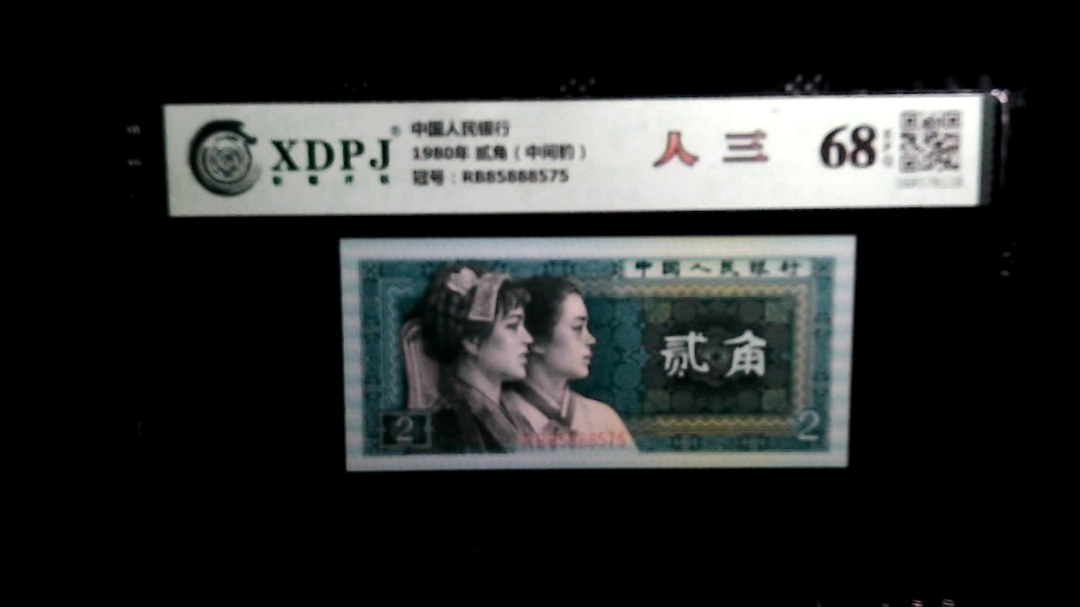 XDPJ®
中国人民银行
1980年 贰角（中间豹）
冠号：RB85888575
人三
68
中国人民银行
贰角
2
2